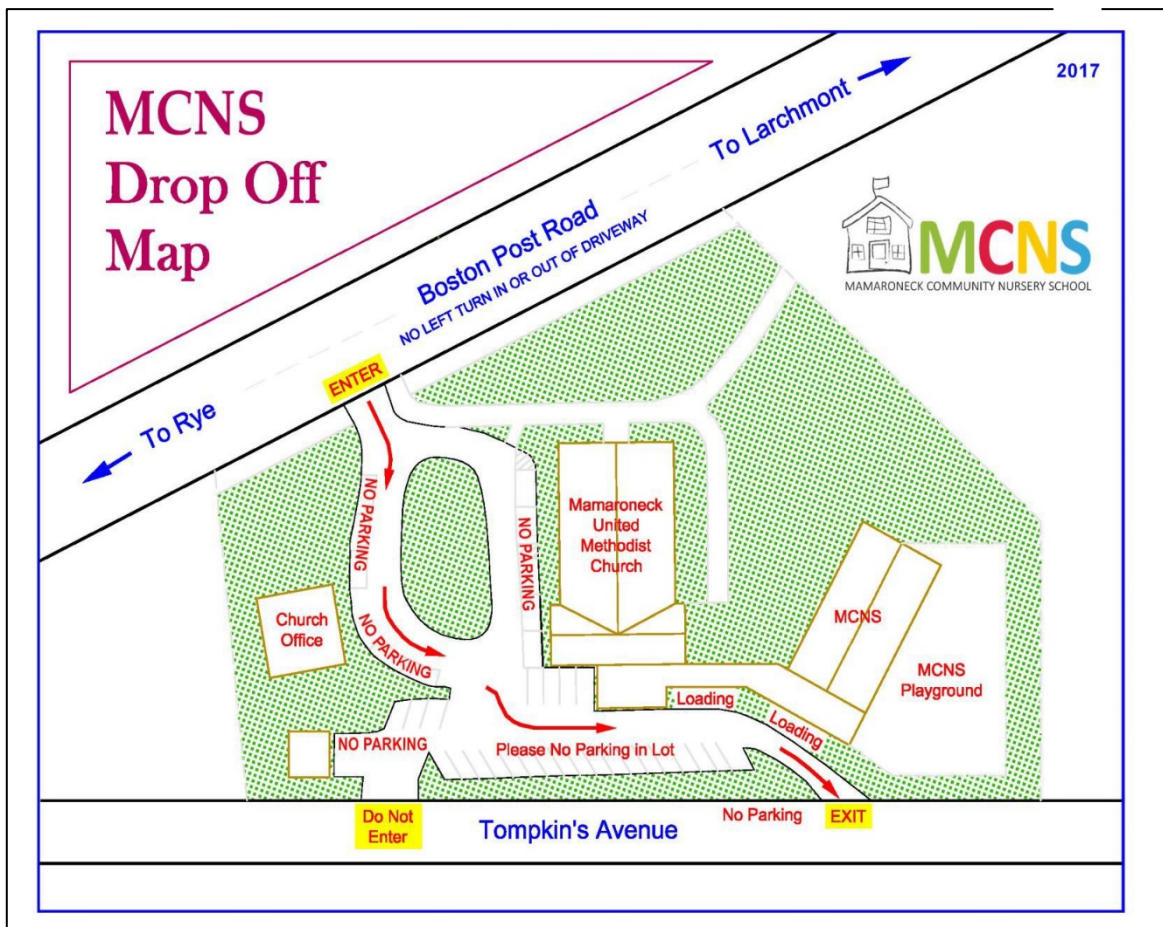 MCNS
Drop Off
Map
2017
To Larchmont
Boston Post Road
NO LEFT TURN IN OR OUT OF DRIVEWAY
MCNS
MAMARONECK COMMUNITY NURSERY SCHOOL
ENTER
To Rye
NO PARKING
NO PARKING
Mamaroneck
United
Methodist
Church
Church
Office
NO PARKING
MCNS
MCNS
Playground
Loading
Loading
NO PARKING
Please No Parking in Lot
Do Not
Enter
Tompkin's Avenue
No Parking
EXIT